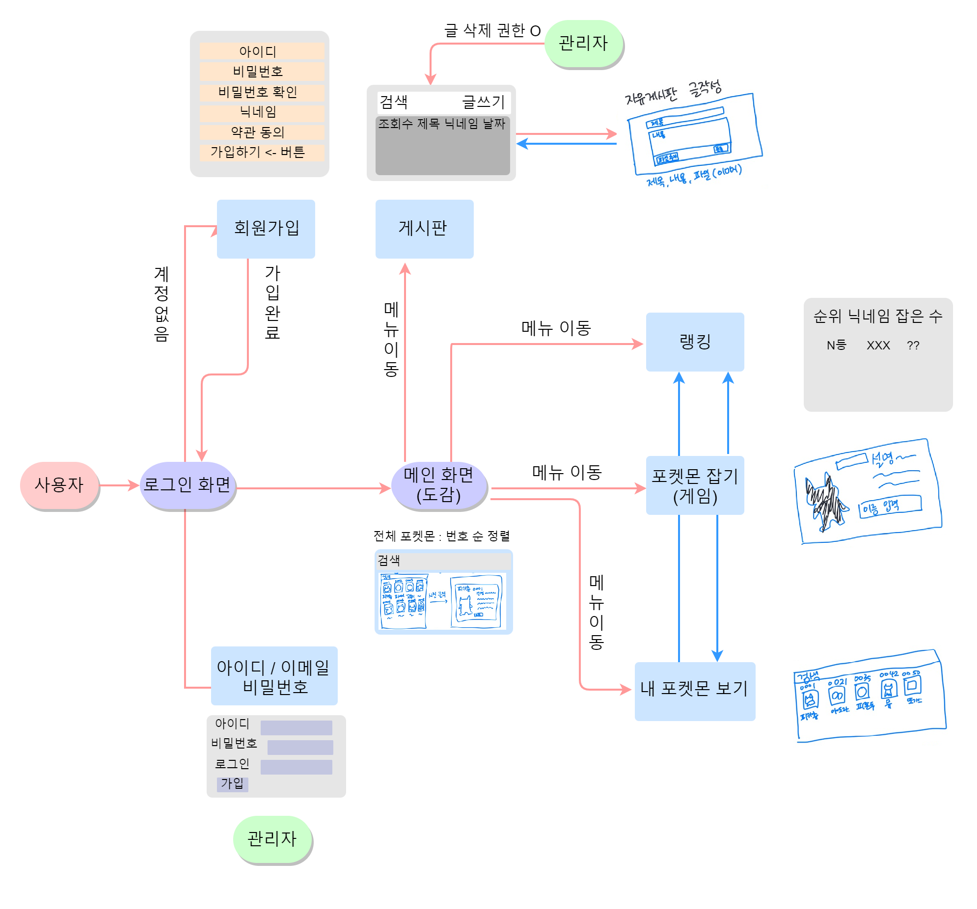 글 삭제 권한 O
관리자
아이디
비밀번호
비밀번호 확인
닉네임
약관 동의
가입하기 <- 버튼
검색 글쓰기
조회수 제목 닉네임 날짜
자유게시판 글작성
제목
내용
제목, 내용, 파일(이미지)
회원가입
게시판
계정없음
가입완료
메뉴이동
메뉴 이동
랭킹
순위 닉네임 잡은 수
N등 XXX ??
사용자
로그인 화면
메인 화면
(도감)
메뉴 이동
포켓몬 잡기
(게임)
설명
이름 입력
전체 포켓몬 : 번호 순 정렬
검색
메뉴이동
아이디 / 이메일
비밀번호
내 포켓몬 보기
검색
0001 0021 0035 0042 0050
아이디
비밀번호
로그인
가입
관리자